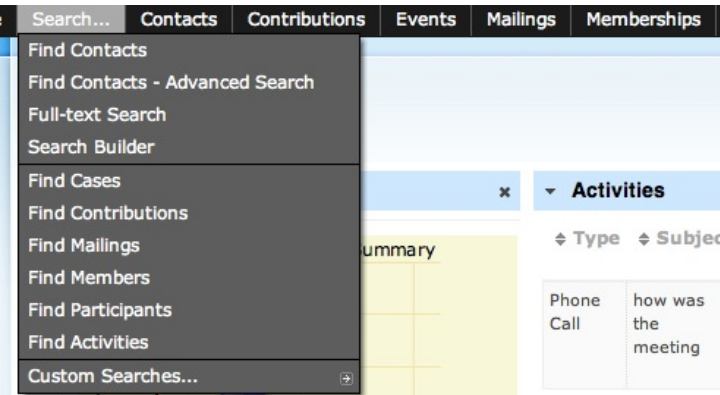 Search... Contacts Contributions Events Mailings Memberships
Find Contacts
Find Contacts - Advanced Search
Full-text Search
Search Builder
Find Cases
Find Contributions
Find Mailings
Find Members
Find Participants
Find Activities
Custom Searches...
Activities
Type
Phone Call
how was
the
meeting